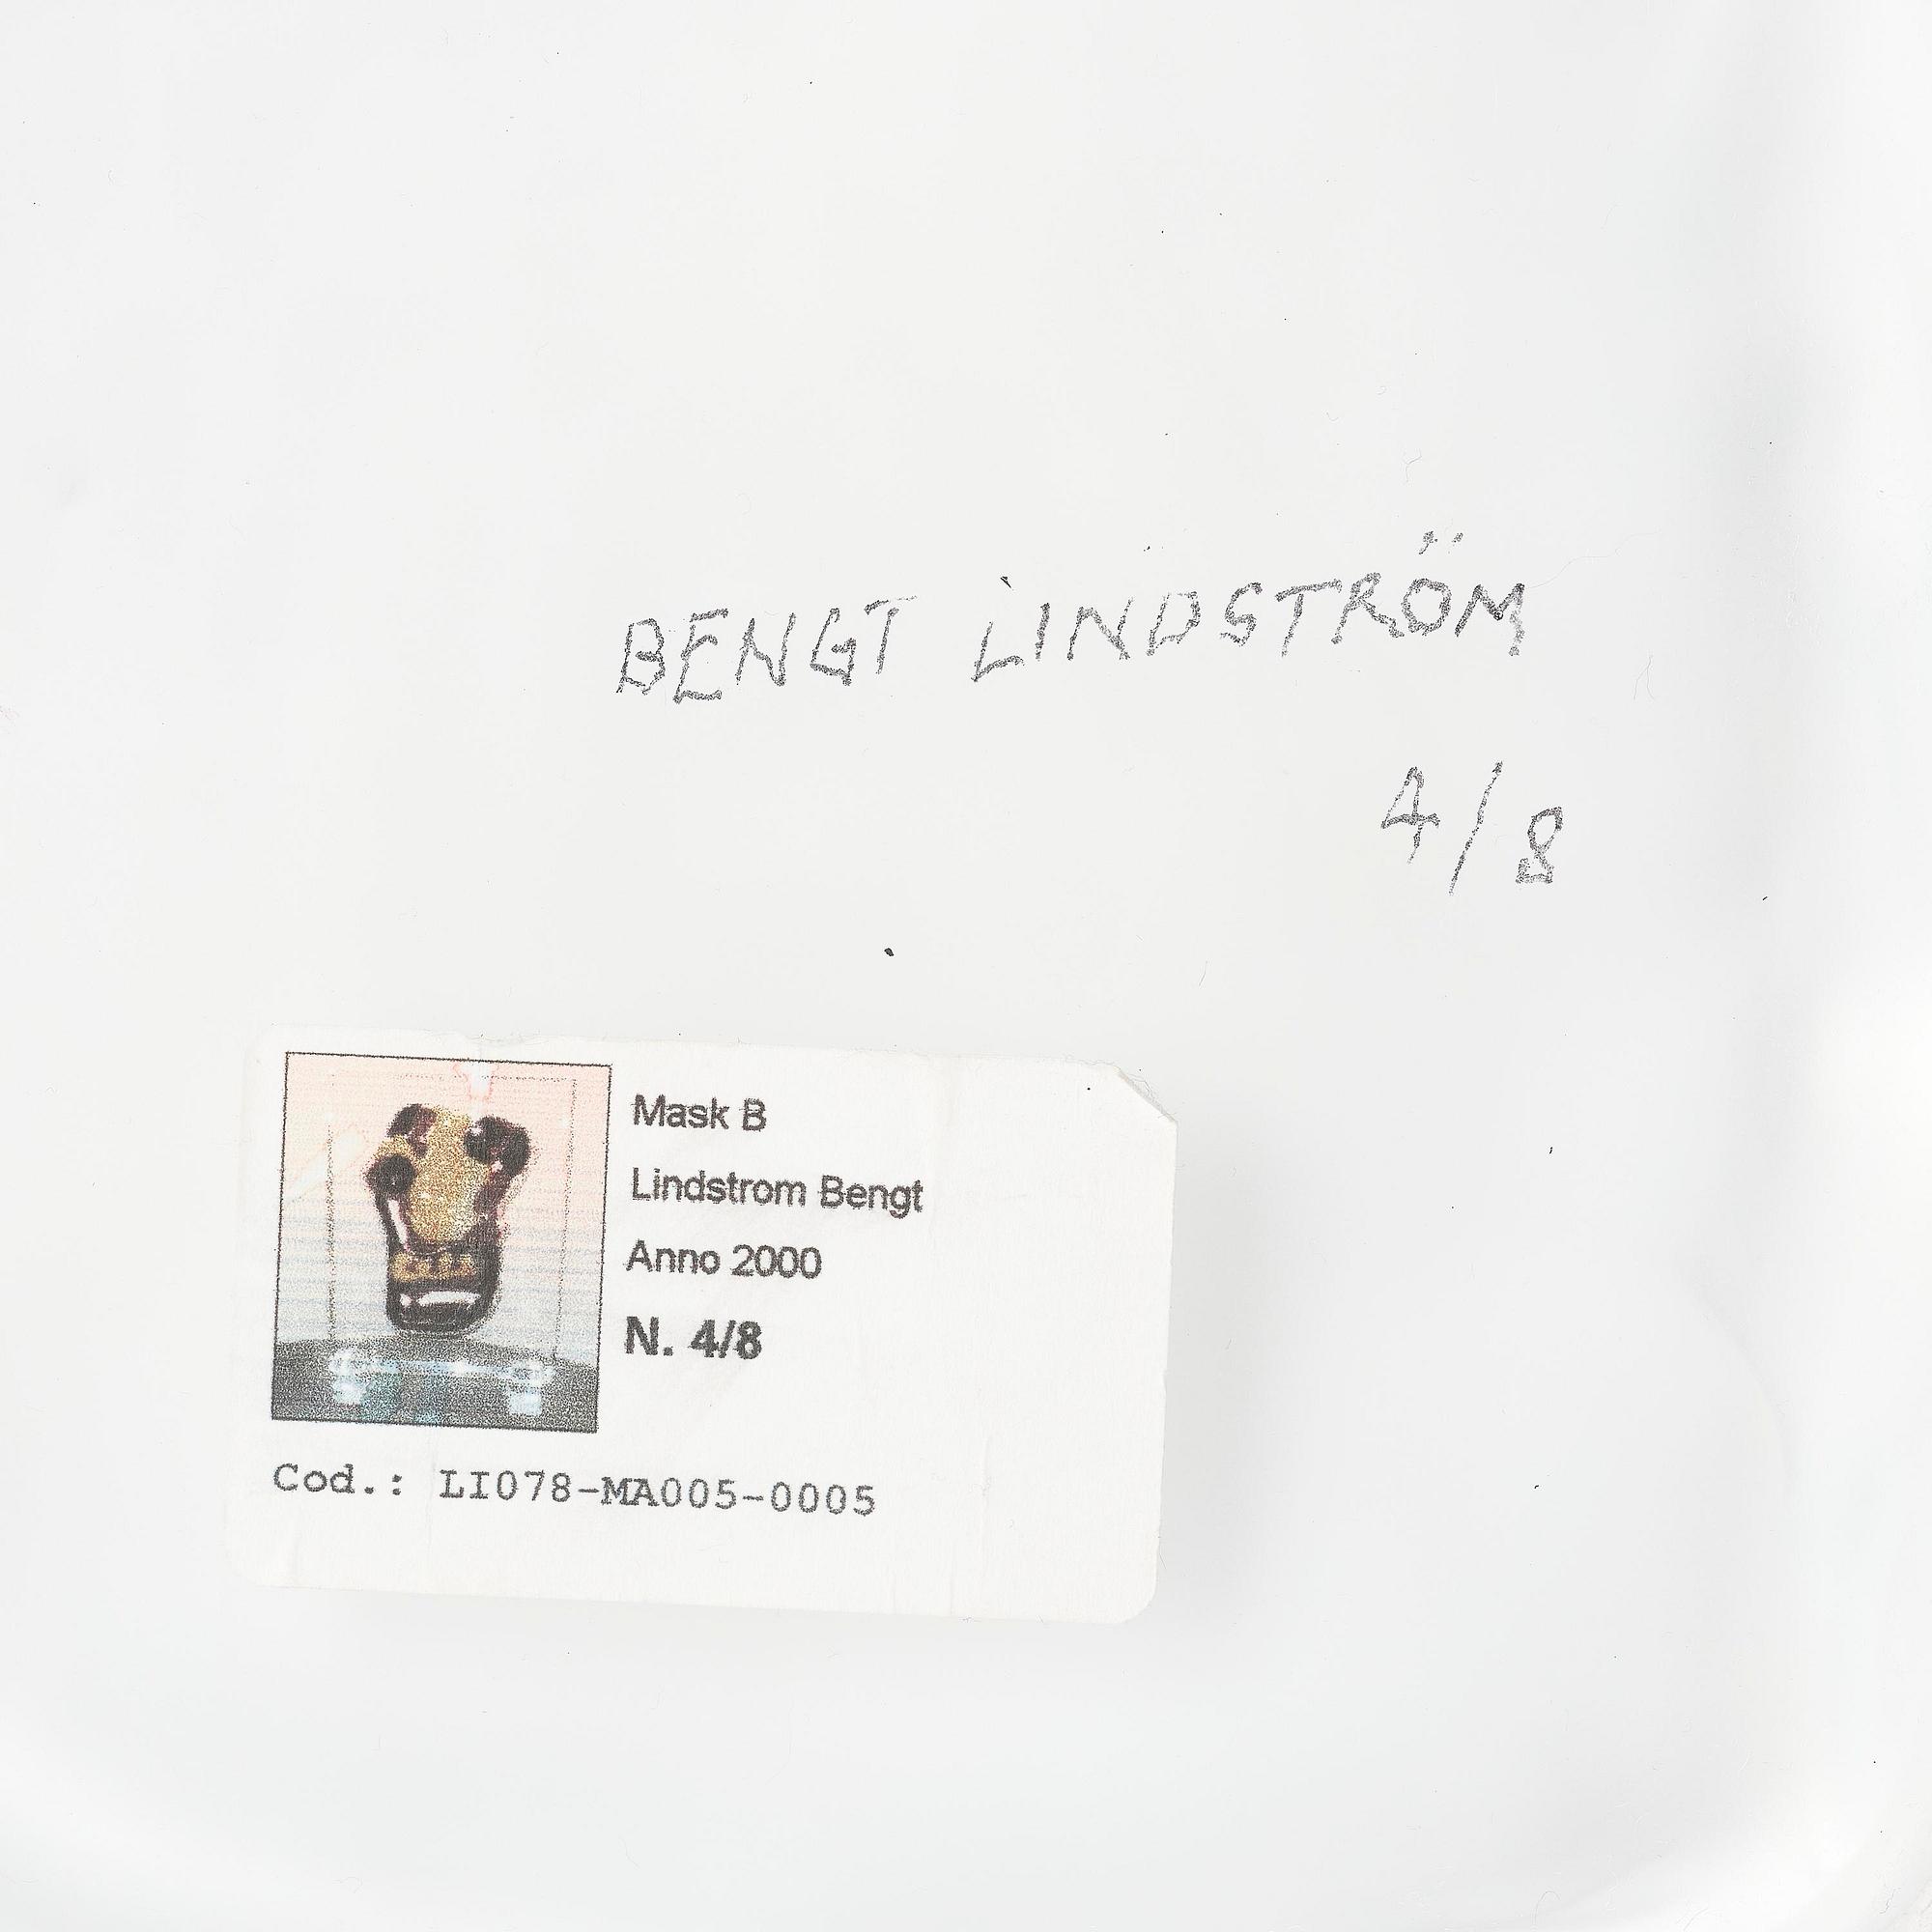 BENGT LINDSTRÖM
4/8
Mask B
Lindstrom Bengt
Anno 2000
N. 4/8
Cod.: LI078-MA005-0005